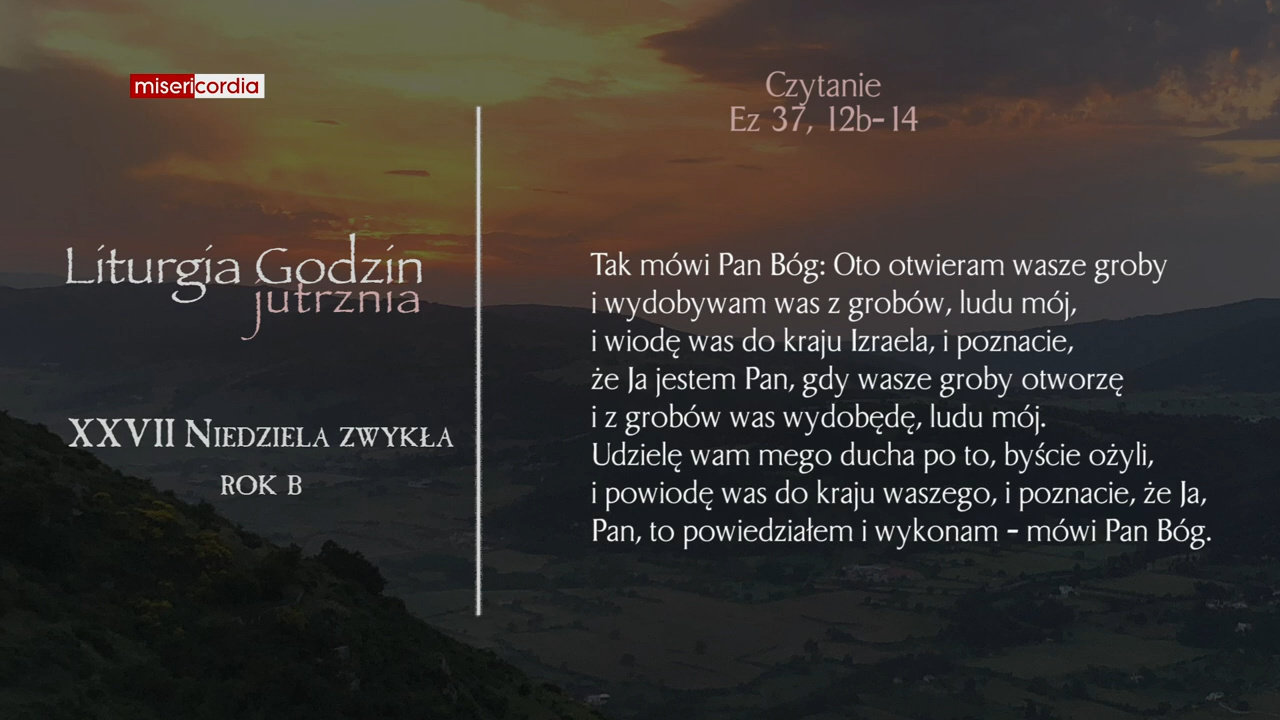 misericordia
Liturgia Godzin
jutrznia
XXVII Niedziela zwykła
rok B
Czytanie
Ez 37, 12b-14
Tak mówi Pan Bóg: Oto otwieram wasze groby
i wydobywam was z grobów, ludu mój,
i wiodę was do kraju Izraela, i poznacie,
że Ja jestem Pan, gdy wasze groby otworzę
i z grobów was wydobędę, ludu mój.
Udzielę wam mego ducha po to, byście ożyli,
i powiodę was do kraju waszego, i poznacie, że Ja,
Pan, to powiedziałem i wykonam - mówi Pan Bóg.